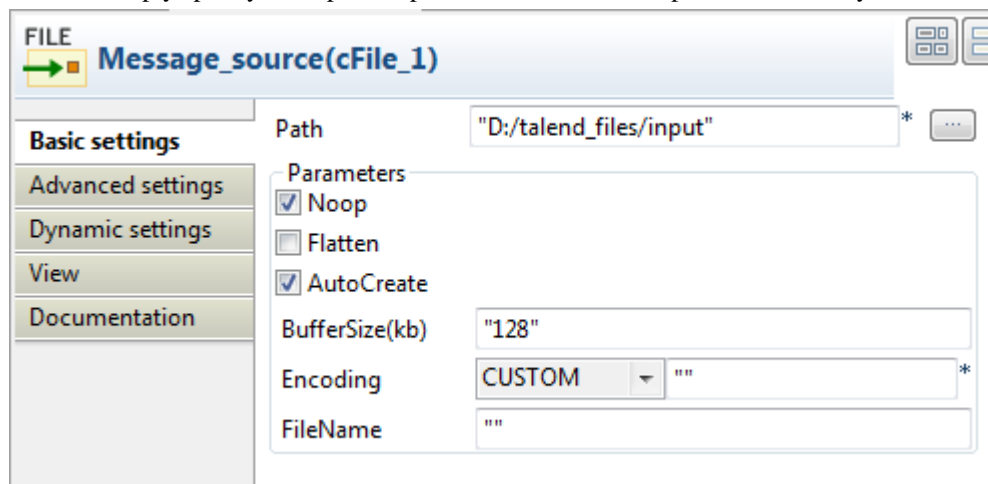 FILE
Message_source(cFile_1)
Basic settings
Advanced settings
Dynamic settings
View
Documentation
Path "D:/talend_files/input" * ...
Parameters
Noop
Flatten
AutoCreate
BufferSize(kb) "128"
Encoding CUSTOM "" *
FileName ""